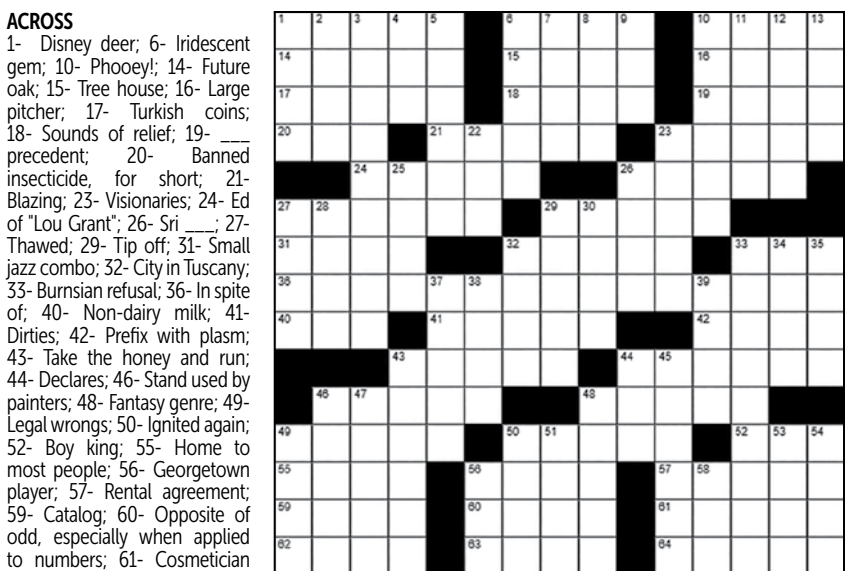 ACROSS
1- Disney deer; 6- Iridescent
gem; 10- Phooey!; 14- Future
oak; 15- Tree house; 16- Large
pitcher; 17- Turkish coins;
18- Sounds of relief; 19- ___
precedent; 20- Banned
insecticide, for short; 21-
Blazing; 23- Visionaries; 24- Ed
of "Lou Grant"; 26- Sri ___; 27-
Thawed; 29- Tip off; 31- Small
jazz combo; 32- City in Tuscany;
33- Burnsian refusal; 36- In spite
of; 40- Non-dairy milk; 41-
Dirties; 42- Prefix with plasm;
43- Take the honey and run;
44- Declares; 46- Stand used by
painters; 48- Fantasy genre; 49-
Legal wrongs; 50- Ignited again;
52- Boy king; 55- Home to
most people; 56- Georgetown
player; 57- Rental agreement;
59- Catalog; 60- Opposite of
odd, especially when applied
to numbers; 61- Cosmetician
1 2 3 4 5 6 7 8 9 10 11 12 13
14 15 16
17 18 19
20 21 22 23
24 25 26
27 28 29 30
31 32 33 34 35
36 37 38 39
40 41 42
43 44 45
46 47 48
49 50 51 52 53 54
55 56 57 58
59 60 61
62 63 64